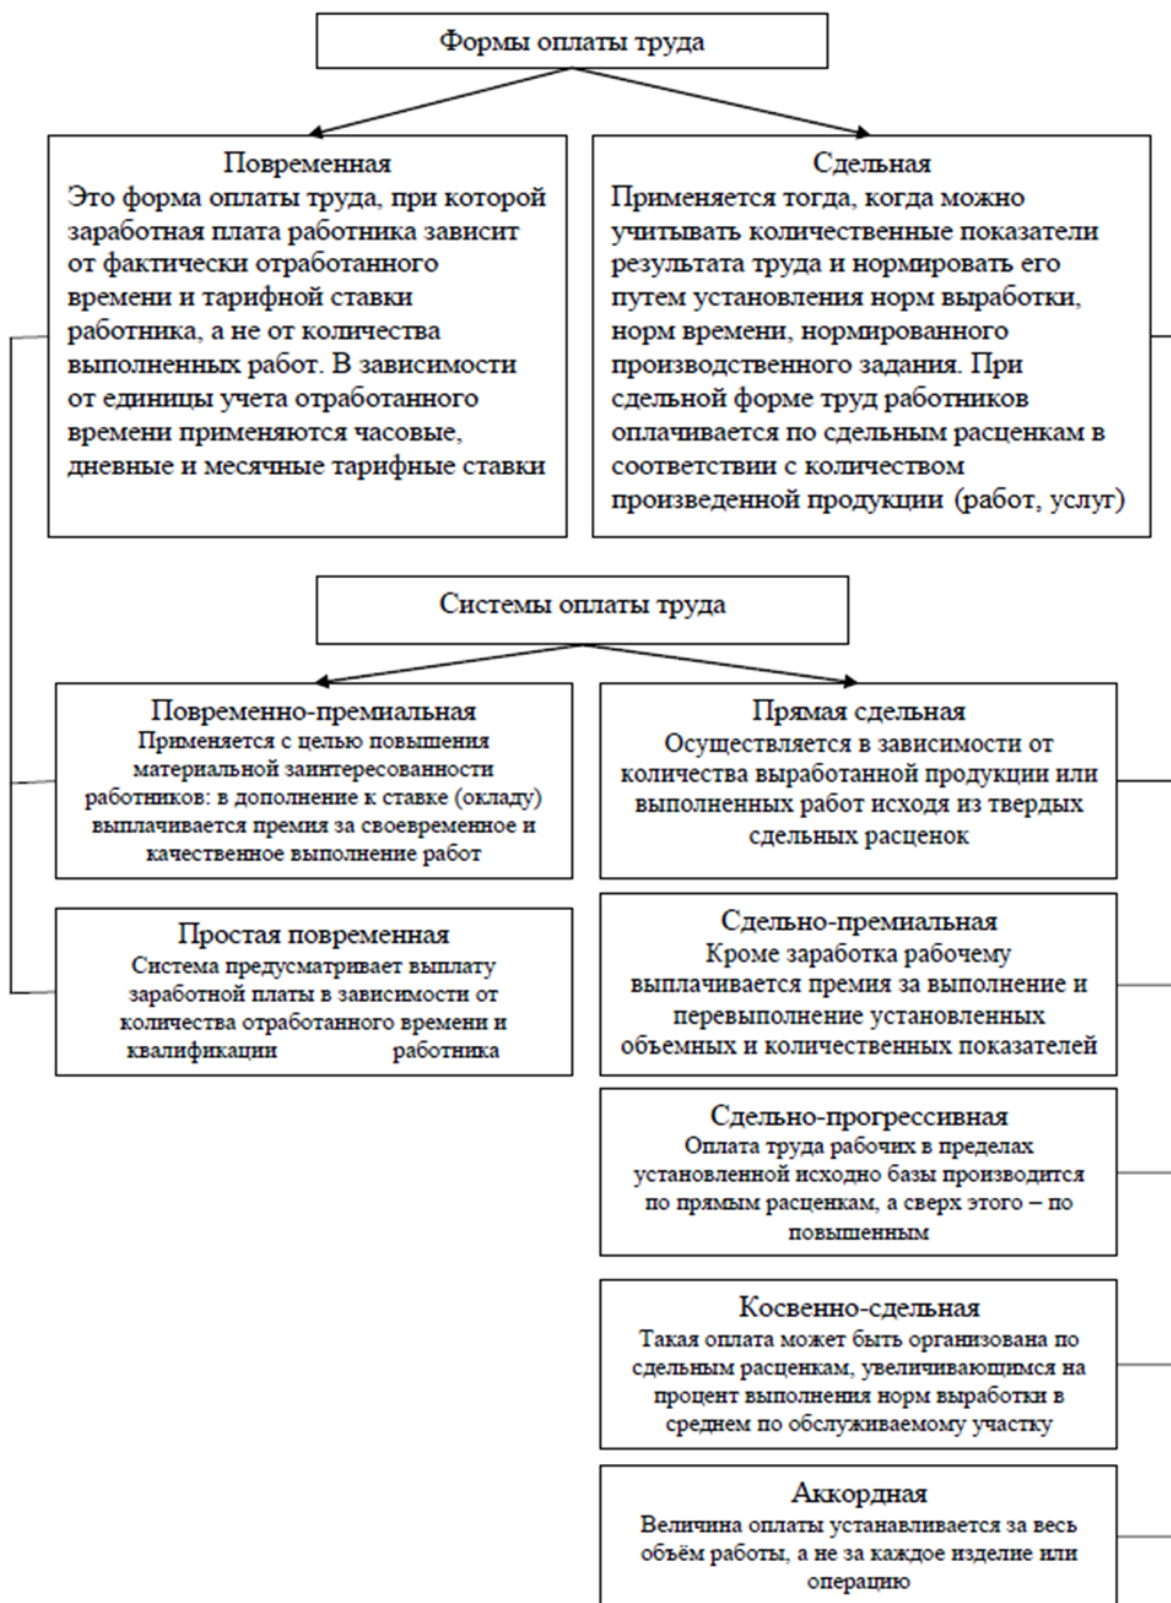 Формы оплаты труда
Повременная
Это форма оплаты труда, при которой
заработная плата работника зависит
от фактически отработанного
времени и тарифной ставки
работника, а не от количества
выполненных работ. В зависимости
от единицы учета отработанного
времени применяются часовые,
дневные и месячные тарифные ставки
Сдельная
Применяется тогда, когда можно
учитывать количественные показатели
результата труда и нормировать его
путем установления норм выработки,
норм времени, нормированного
производственного задания. При
сдельной форме труд работников
оплачивается по сдельным расценкам в
соответствии с количеством
произведенной продукции (работ, услуг)
Системы оплаты труда
Повременно-премиальная
Применяется с целью повышения
материальной заинтересованности
работников: в дополнение к ставке (окладу)
выплачивается премия за своевременное и
качественное выполнение работ
Простая повременная
Система предусматривает выплату
заработной платы в зависимости от
количества отработанного времени и
квалификации работника
Прямая сдельная
Осуществляется в зависимости от
количества выработанной продукции или
выполненных работ исходя из твердых
сдельных расценок
Сдельно-премиальная
Кроме заработка рабочему
выплачивается премия за выполнение и
перевыполнение установленных
объемных и количественных показателей
Сдельно-прогрессивная
Оплата труда рабочих в пределах
установленной исходно базы производится
по прямым расценкам, а сверх этого – по
повышенным
Косвенно-сдельная
Такая оплата может быть организована по
сдельным расценкам, увеличивающимся на
процент выполнения норм выработки в
среднем по обслуживаемому участку
Аккордная
Величина оплаты устанавливается за весь
объём работы, а не за каждое изделие или
операцию